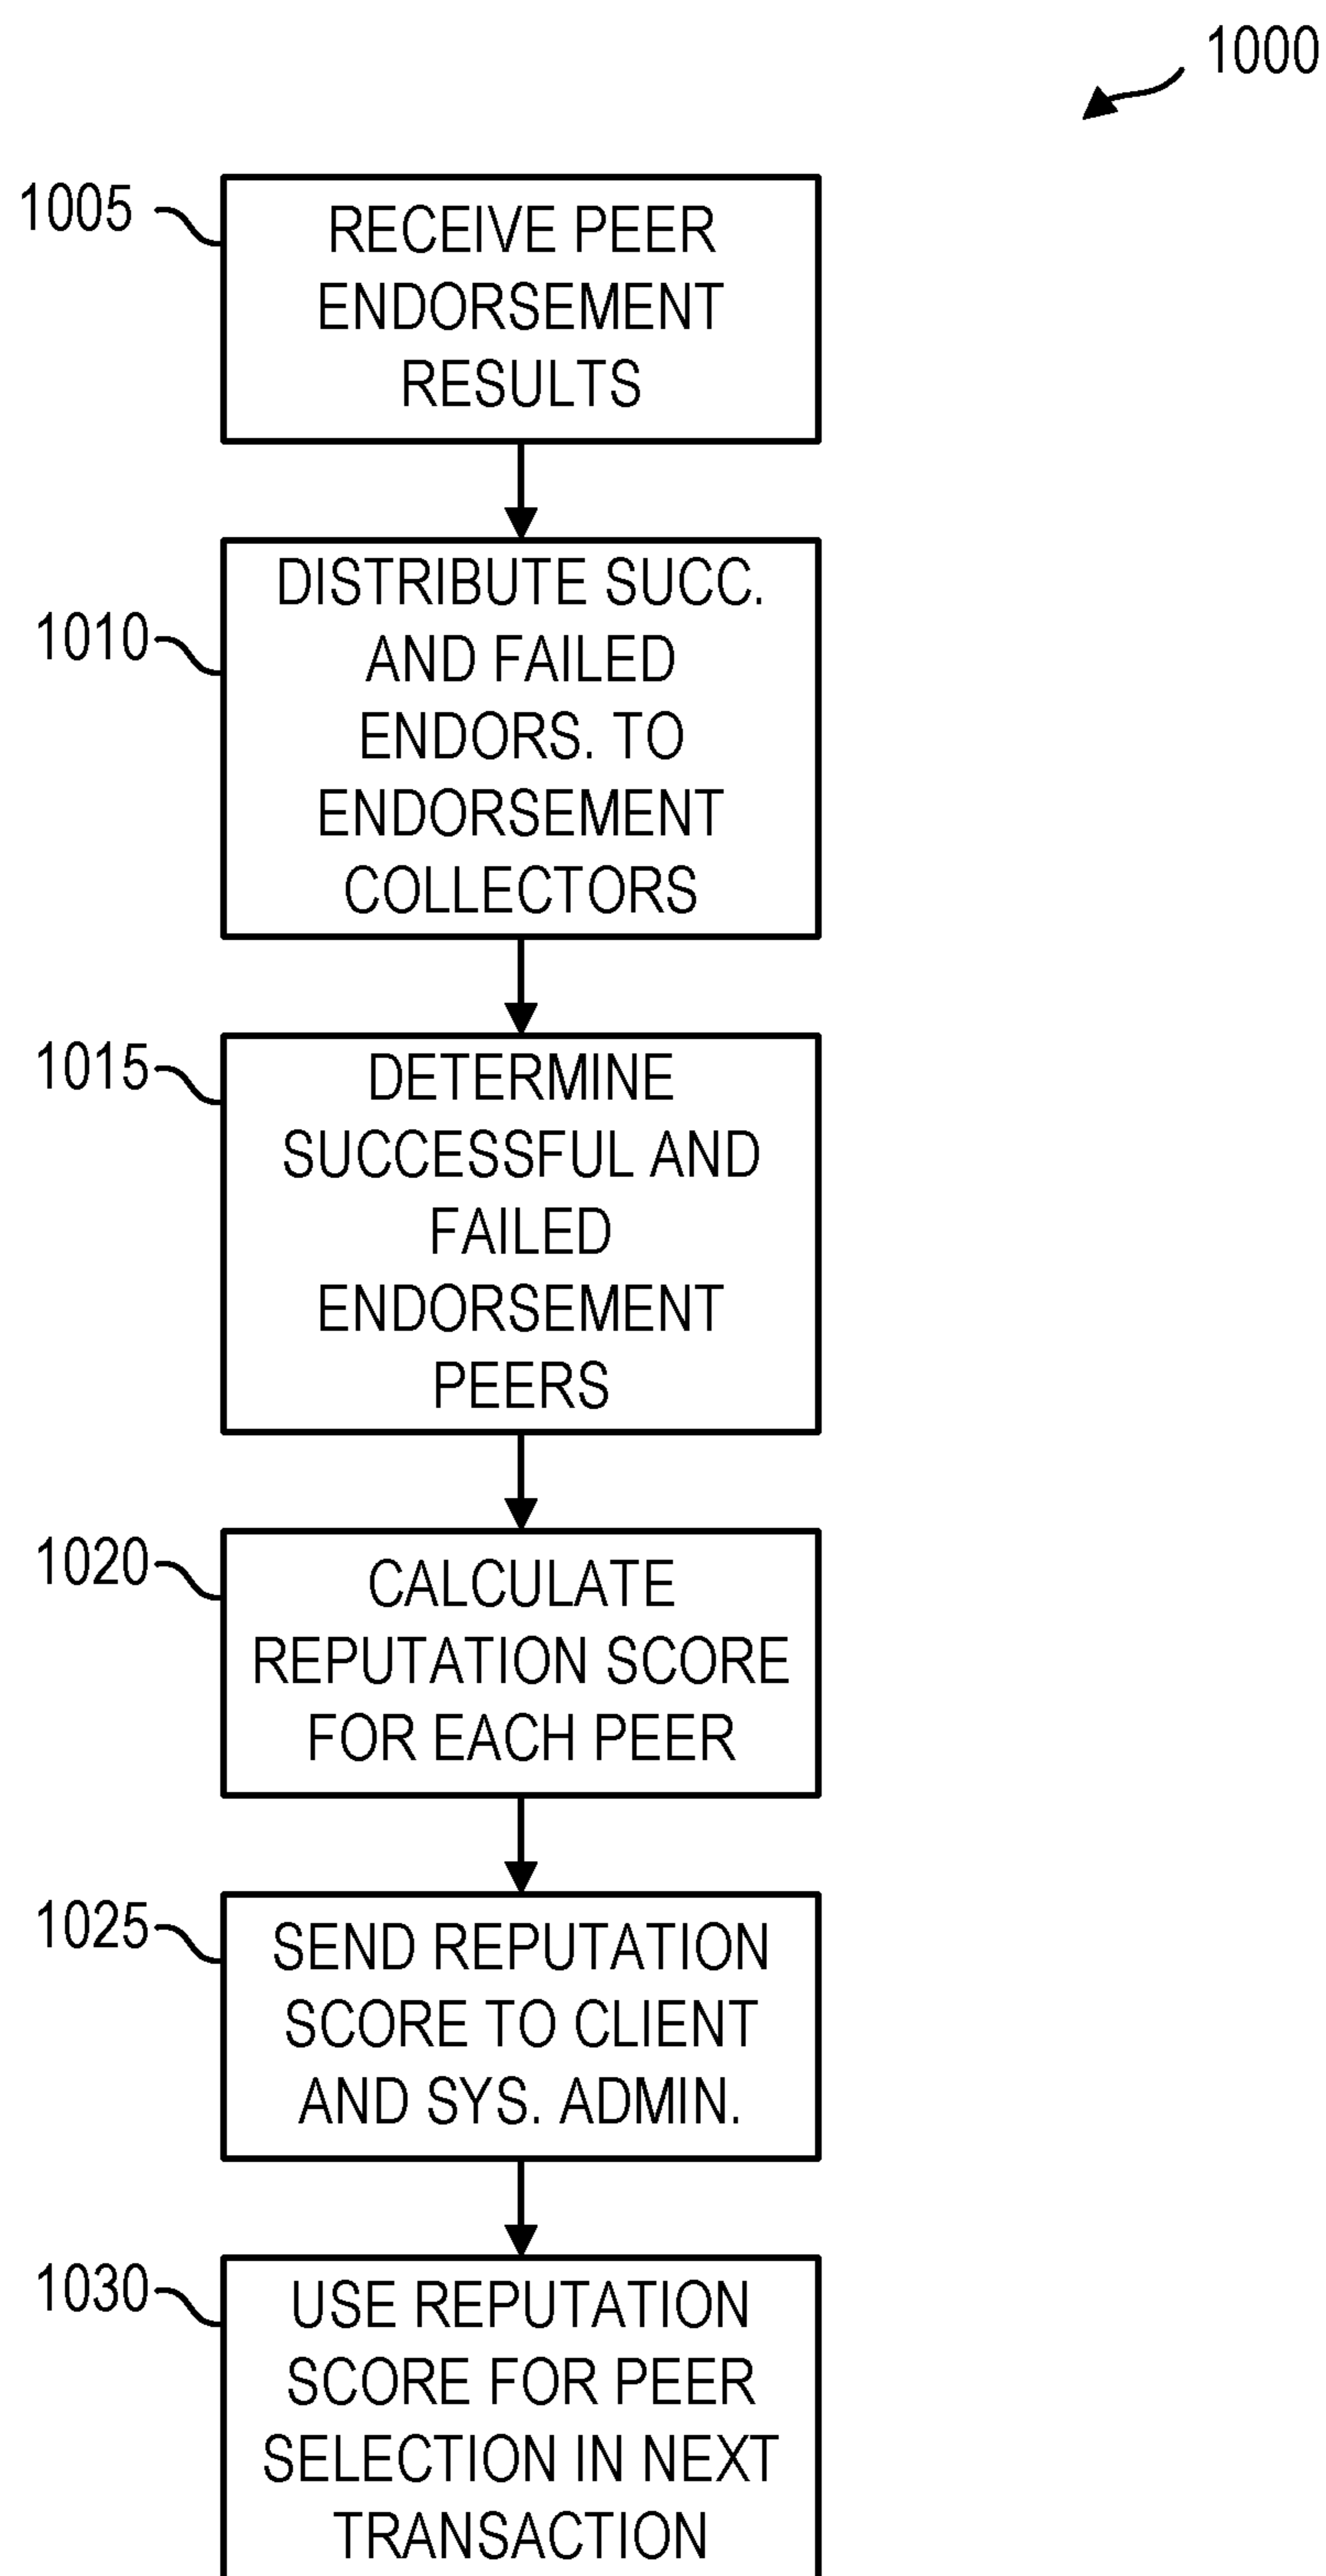 1000
1005
RECEIVE PEER
ENDORSEMENT
RESULTS
1010
DISTRIBUTE SUCC.
AND FAILED
ENDORS. TO
ENDORSEMENT
COLLECTORS
1015
DETERMINE
SUCCESSFUL AND
FAILED
ENDORSEMENT
PEERS
1020
CALCULATE
REPUTATION SCORE
FOR EACH PEER
1025
SEND REPUTATION
SCORE TO CLIENT
AND SYS. ADMIN.
1030
USE REPUTATION
SCORE FOR PEER
SELECTION IN NEXT
TRANSACTION